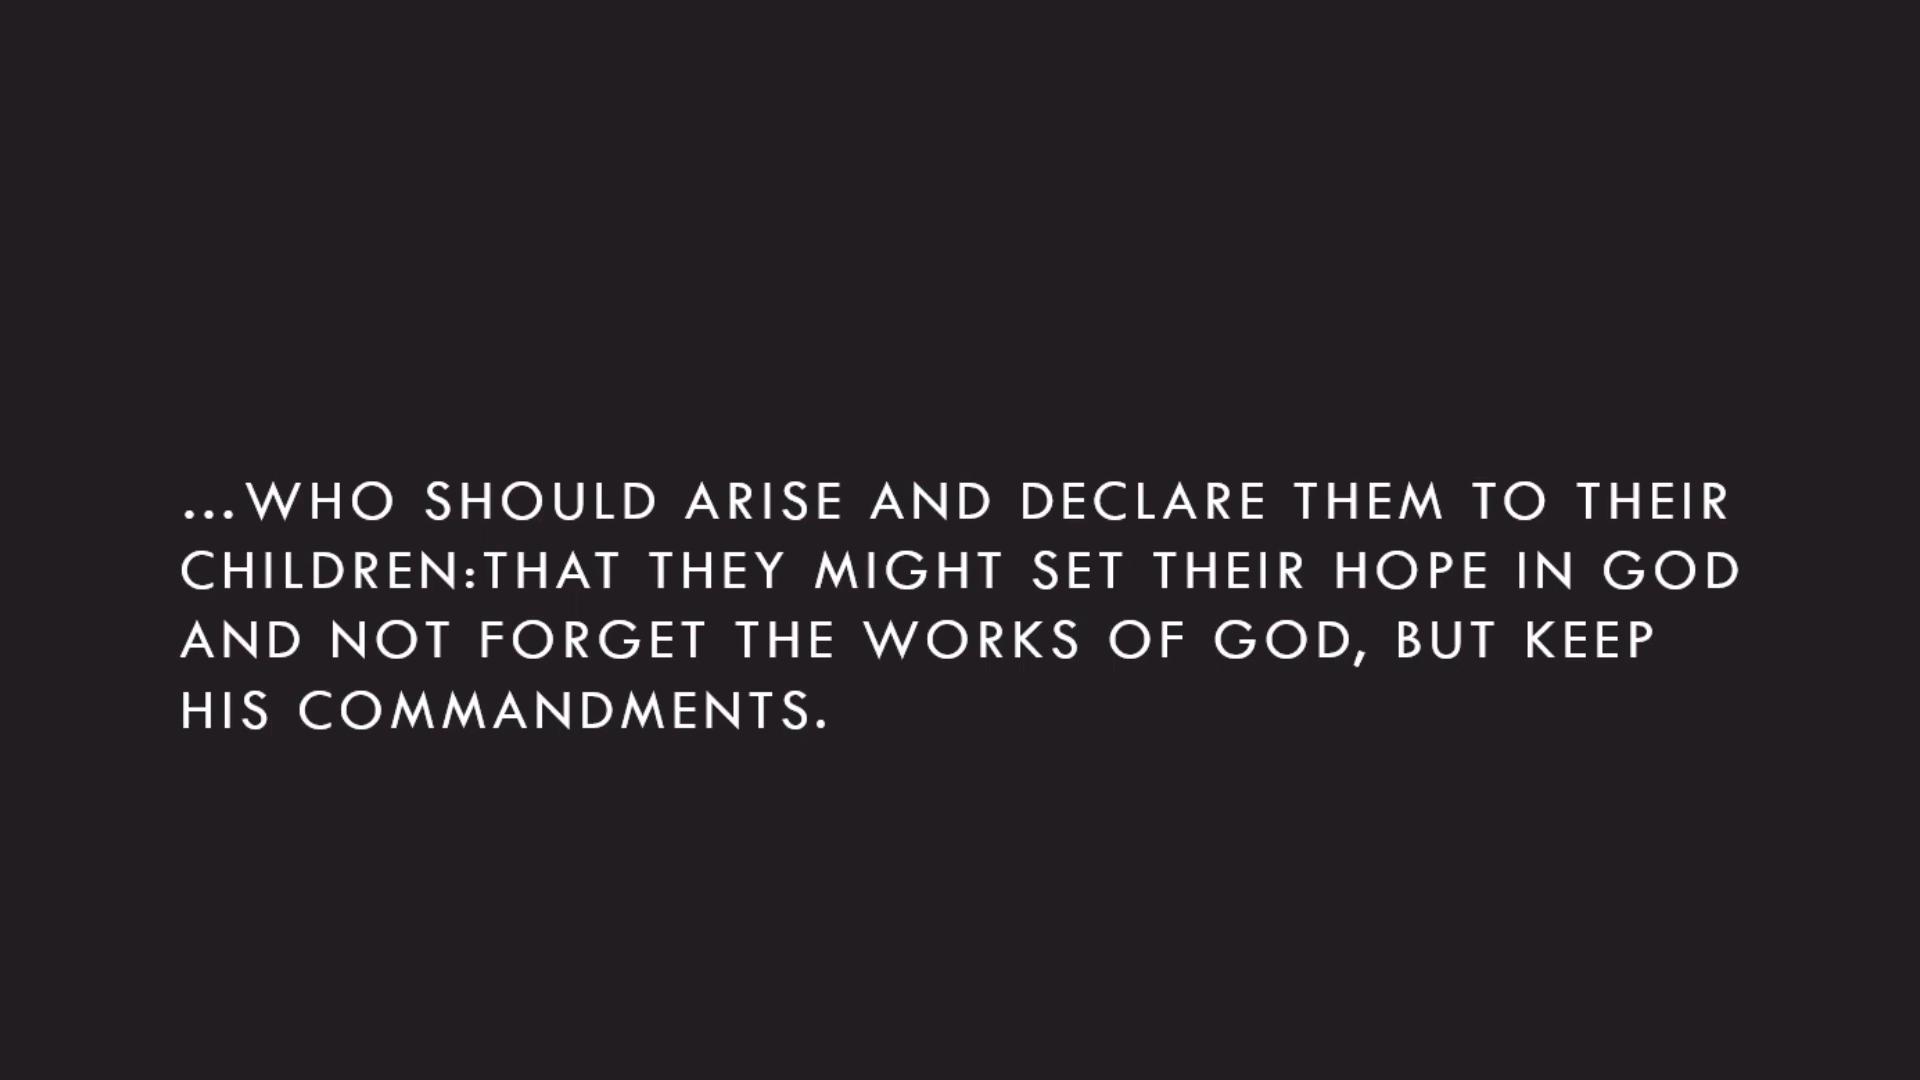 ...WHO SHOULD ARISE AND DECLARE THEM TO THEIR
CHILDREN:THAT THEY MIGHT SET THEIR HOPE IN GOD
AND NOT FORGET THE WORKS OF GOD, BUT KEEP
HIS COMMANDMENTS.